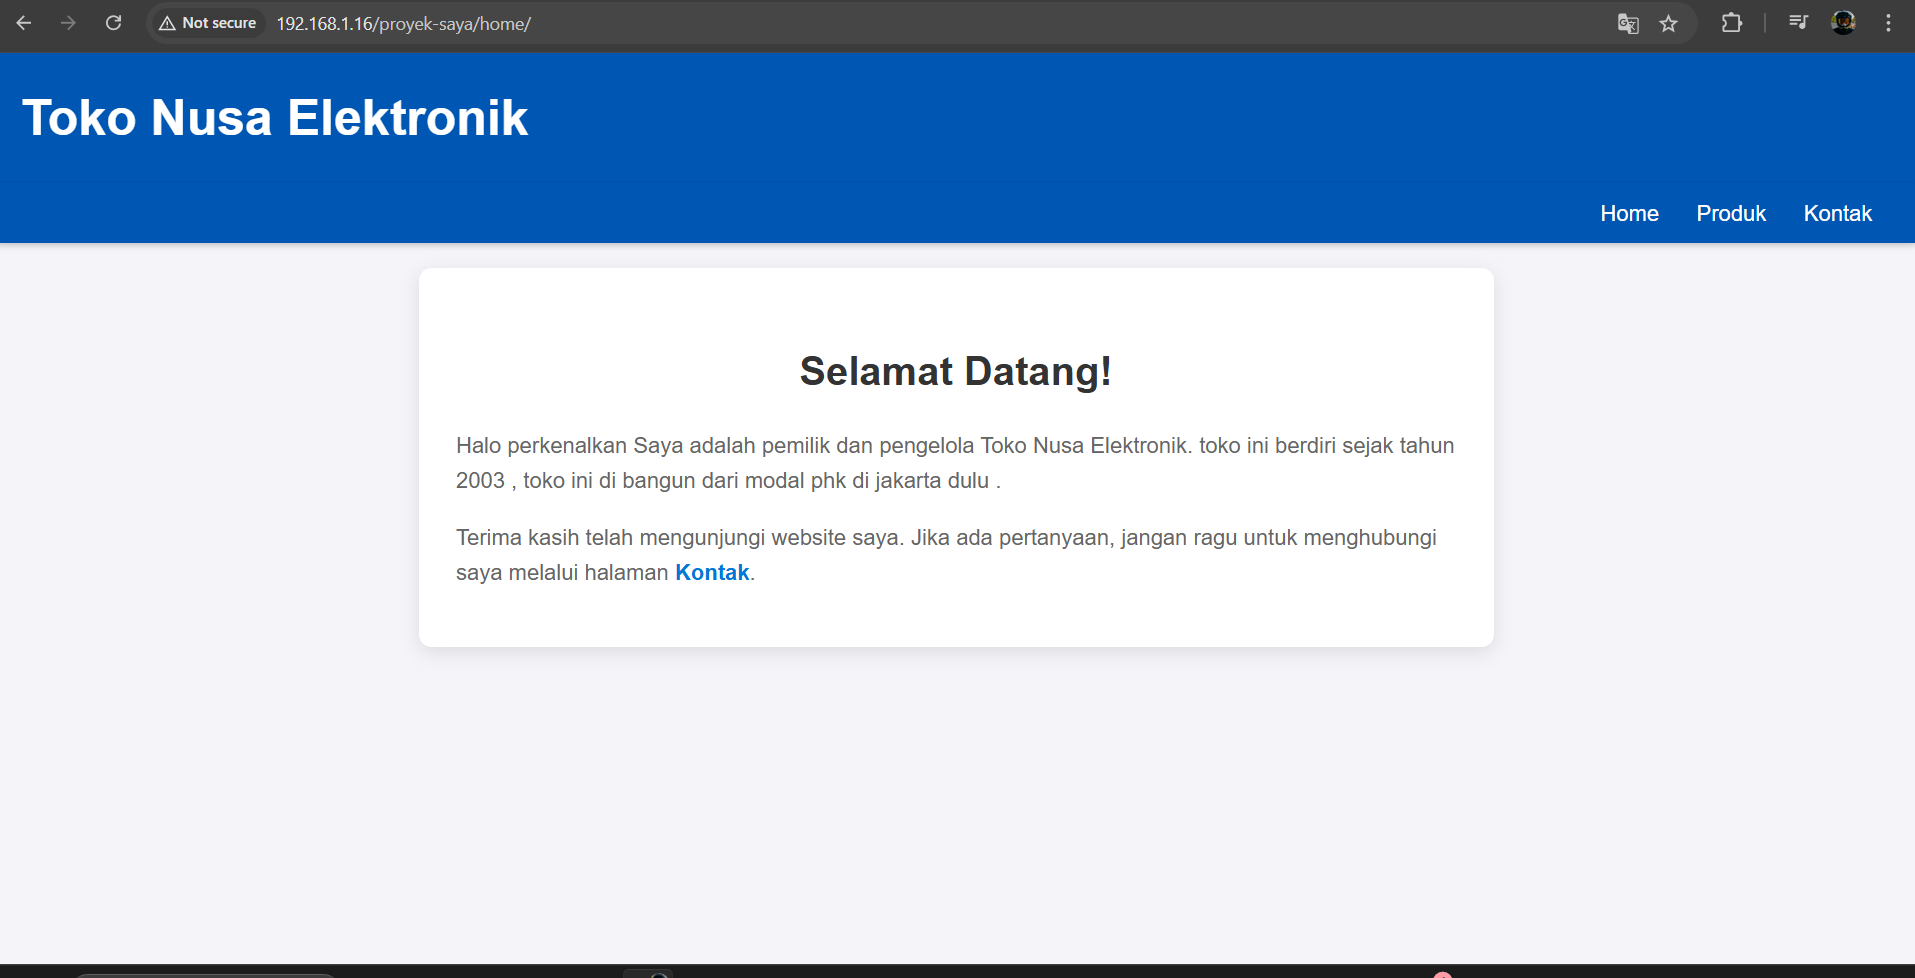 Not secure 192.168.1.16/proyek-saya/home/
Toko Nusa Elektronik
Home Produk Kontak
Selamat Datang!
Halo perkenalkan Saya adalah pemilik dan pengelola Toko Nusa Elektronik. toko ini berdiri sejak tahun
2003 , toko ini di bangun dari modal phk di jakarta dulu .
Terima kasih telah mengunjungi website saya. Jika ada pertanyaan, jangan ragu untuk menghubungi
saya melalui halaman Kontak.